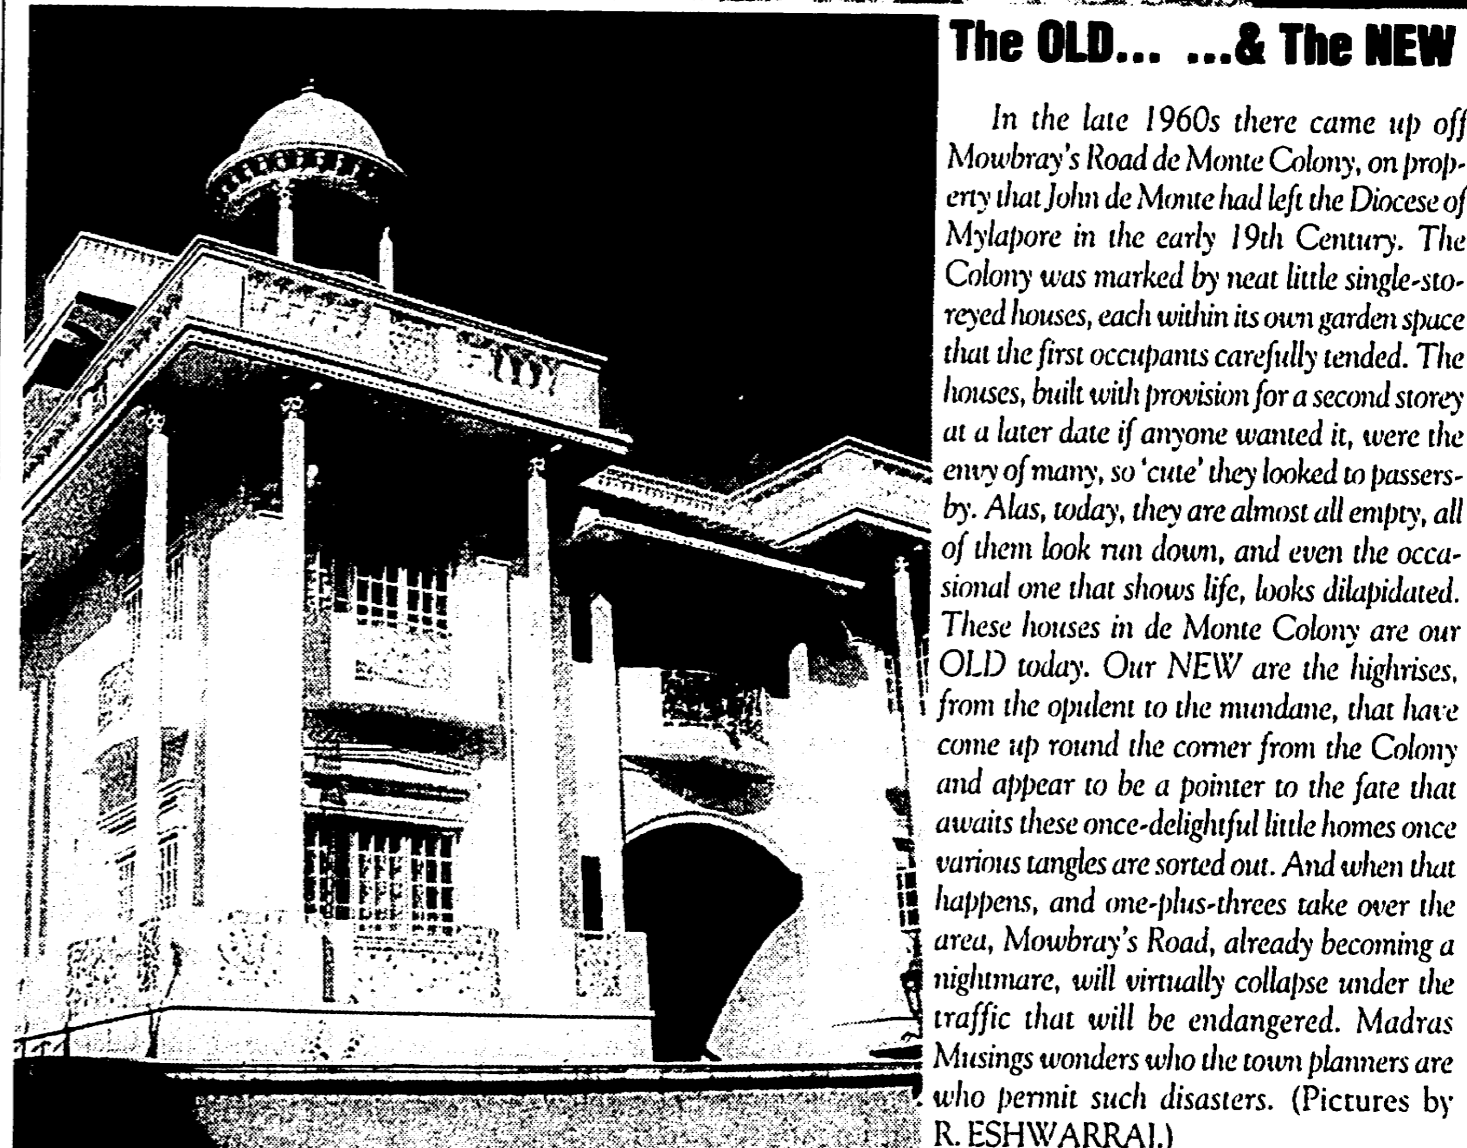 The OLD... ...& The NEW
In the late 1960s there came up off
Mowbray's Road de Monte Colony, on prop-
erty that John de Monte had left the Diocese of
Mylapore in the early 19th Century. The
Colony was marked by neat little single-sto-
reyed houses, each within its own garden space
that the first occupants carefully tended. The
houses, built with provision for a second storey
at a later date if anyone wanted it, were the
envy of many, so 'cute' they looked to passers-
by. Alas, today, they are almost all empty, all
of them look run down, and even the occa-
sional one that shows life, looks dilapidated.
These houses in de Monte Colony are our
OLD today. Our NEW are the highrises,
from the opulent to the mundane, that have
come up round the corner from the Colony
and appear to be a pointer to the fate that
awaits these once-delightful little homes once
various tangles are sorted out. And when that
happens, and one-plus-threes take over the
area, Mowbray's Road, already becoming a
nightmare, will virtually collapse under the
traffic that will be endangered. Madras
Musings wonders who the town planners are
who permit such disasters. (Pictures by
R. ESHWARRAJ.)